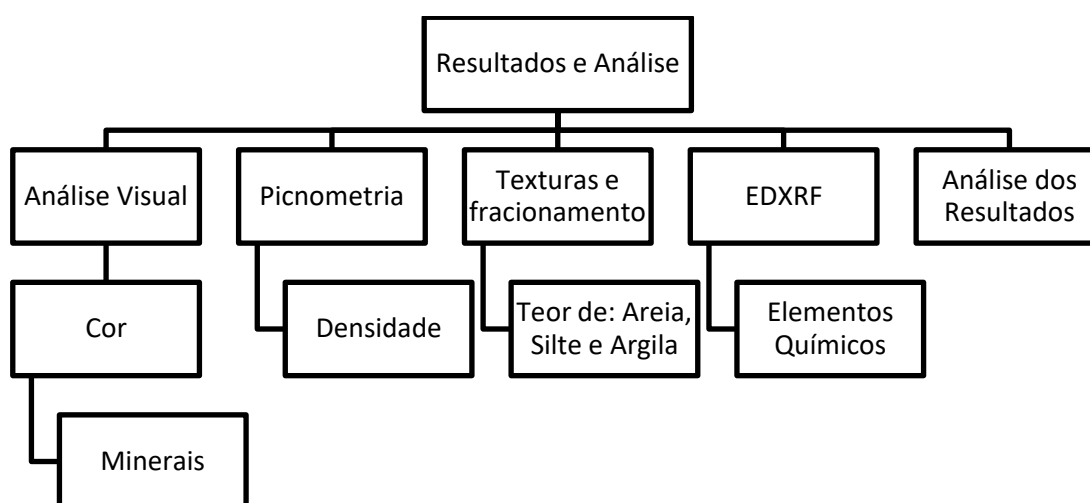 Resultados e Análise
Análise Visual
Picnometria
Texturas e
fracionamento
EDXRF
Análise dos
Resultados
Cor
Densidade
Teor de: Areia,
Silte e Argila
Elementos
Químicos
Minerais